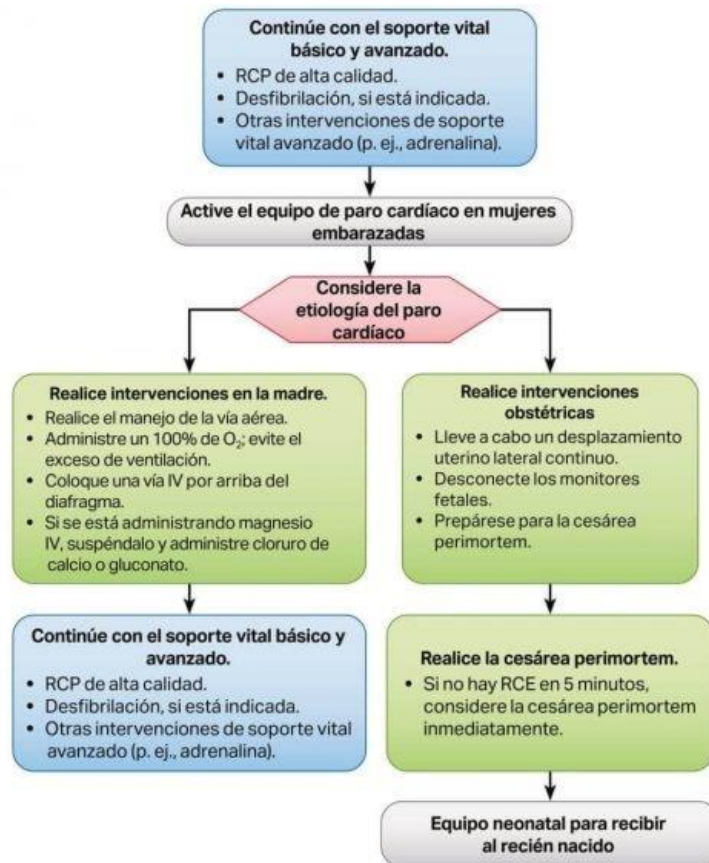 Continúe con el soporte vital
básico y avanzado.
• RCP de alta calidad.
• Desfibrilación, si está indicada.
• Otras intervenciones de soporte
vital avanzado (p. ej., adrenalina).
Active el equipo de paro cardíaco en mujeres
embarazadas
Considere la
etiología del paro
cardíaco
Realice intervenciones en la madre.
• Realice el manejo de la vía aérea.
• Administre un 100% de O₂; evite el
exceso de ventilación.
• Coloque una vía IV por arriba del
diafragma.
• Si se está administrando magnesio
IV, suspéndalo y administre cloruro de
calcio o gluconato.
Continúe con el soporte vital básico y
avanzado.
• RCP de alta calidad.
• Desfibrilación, si está indicada.
• Otras intervenciones de soporte vital
avanzado (p. ej., adrenalina).
Realice intervenciones
obstétricas
• Lleve a cabo un desplazamiento
uterino lateral continuo.
• Desconecte los monitores
fetales.
• Prepárese para la cesárea
perimortem.
Realice la cesárea perimortem.
• Si no hay RCE en 5 minutos,
considere la cesárea perimortem
inmediatamente.
Equipo neonatal para recibir
al recién nacido